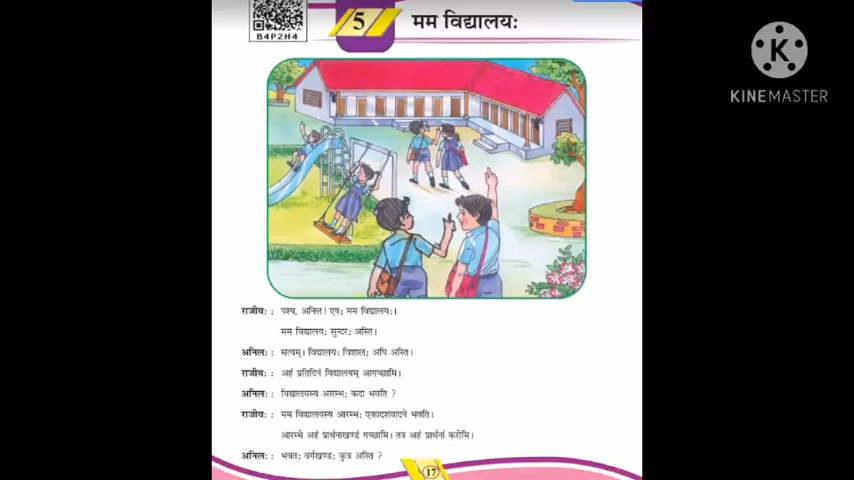 B4P2H4
5
मम विद्यालयः
राजीवः : पश्य, अनिल! एषः मम विद्यालयः।
मम विद्यालयः सुन्दरः अस्ति।
अनिलः : सत्यम्। विद्यालयः विशालः अपि अस्ति।
राजीवः : अहं प्रतिदिनं विद्यालयम् आगच्छामि।
अनिलः : विद्यालयस्य आरम्भः कदा भवति ?
राजीवः : मम विद्यालयस्य आरम्भः एकादशवादने भवति।
आरम्भे अहं प्रार्थनाखण्डं गच्छामि। तत्र अहं प्रार्थनां करोमि।
अनिलः : भवतः वर्गखण्डः कुत्र अस्ति ?
17
K
KINEMASTER